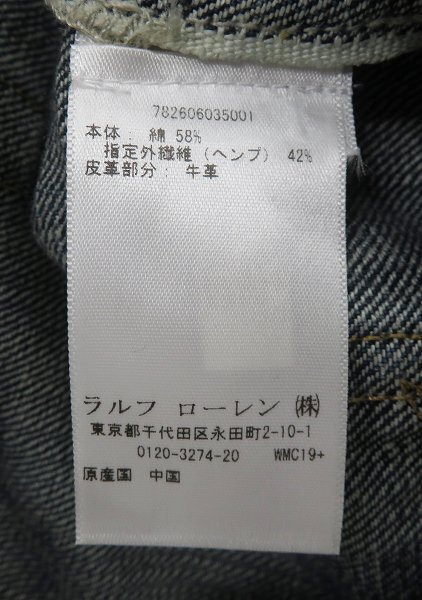 782606035001
本体: 綿 58%
指定外繊維(ヘンプ) 42%
皮革部分: 牛革
ラルフ ローレン㈱
東京都千代田区永田町2-10-1
0120-3274-20 WMC19+
原産国 中国